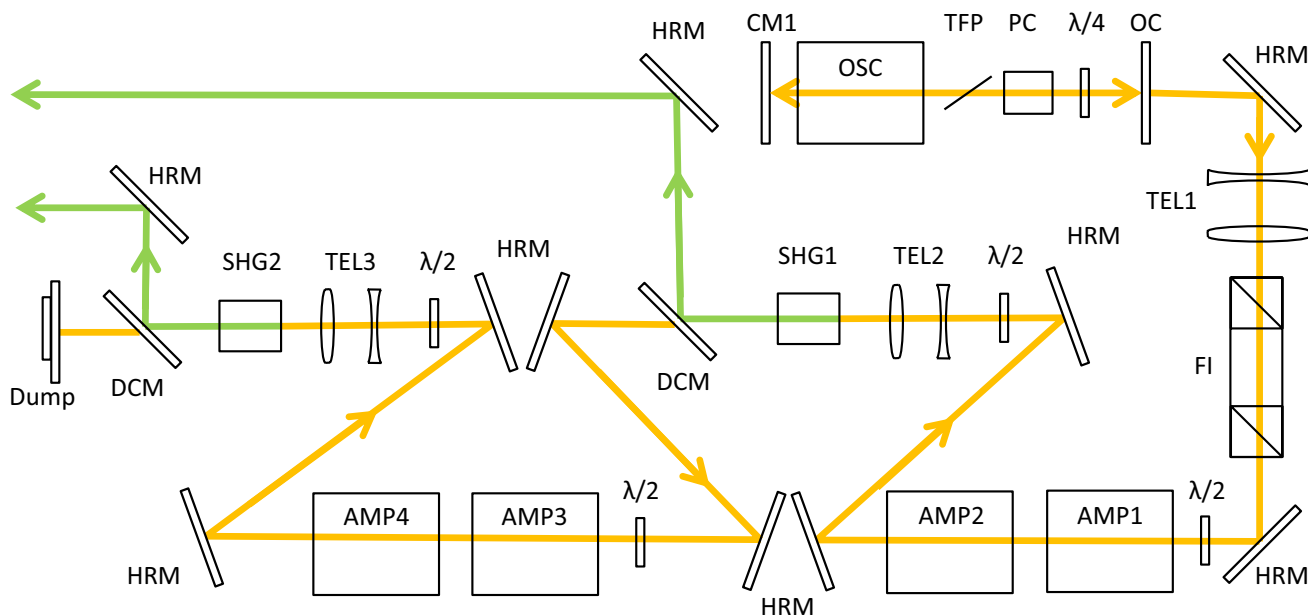 HRM
CM1
OSC
TFP
PC
λ/4
OC
HRM
HRM
TEL1
HRM
SHG2
TEL3
λ/2
HRM
SHG1
TEL2
λ/2
Dump
DCM
DCM
FI
AMP4
AMP3
λ/2
AMP2
AMP1
λ/2
HRM
HRM
HRM